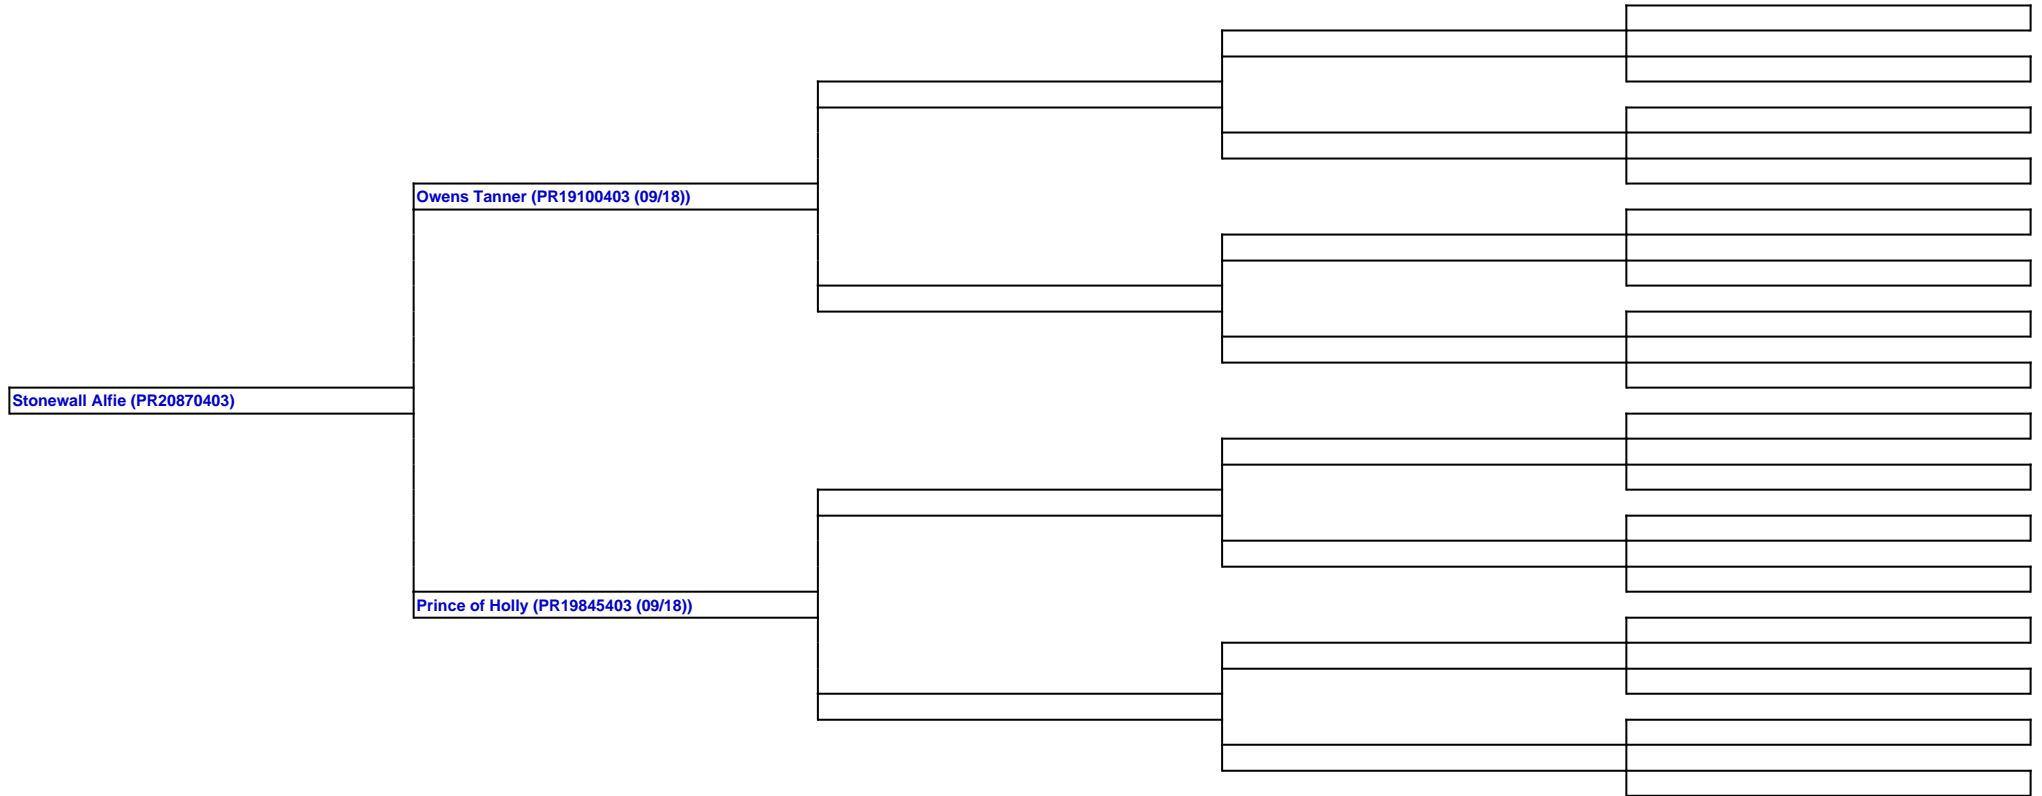 Owens Tanner (PR19100403 (09/18))
Stonewall Alfie (PR20870403)
Prince of Holly (PR19845403 (09/18))